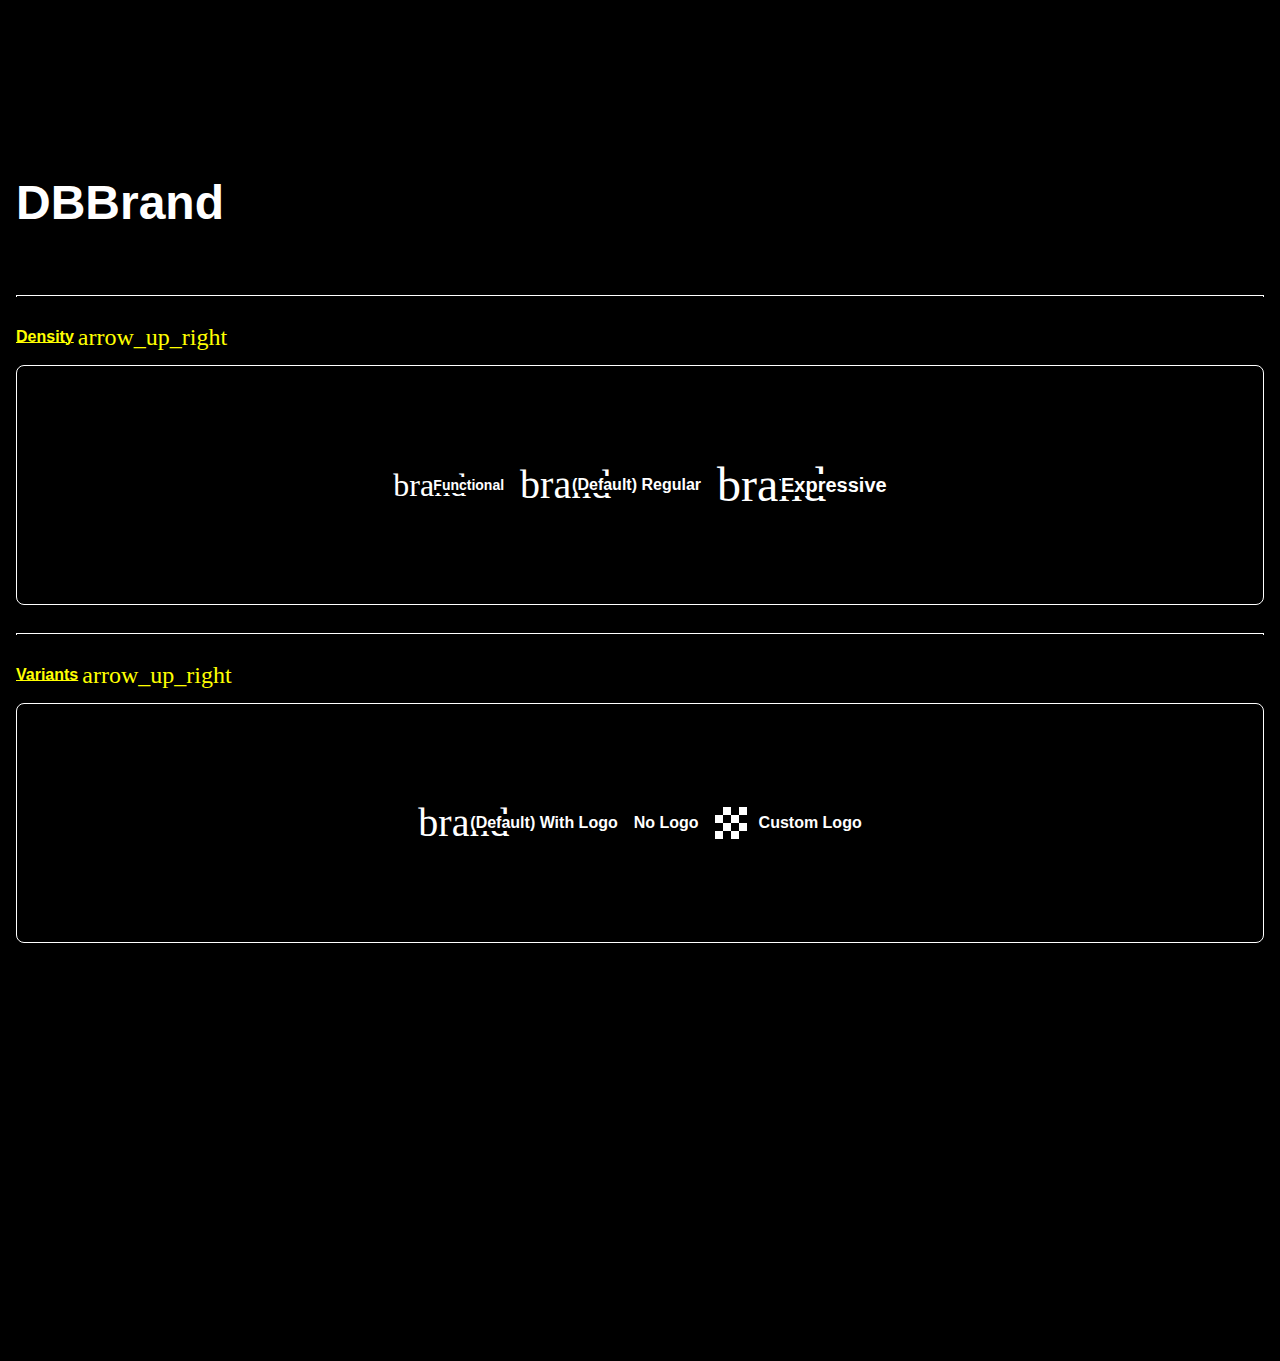 DBBrand
Density arrow_up_right
brand Functional brand (Default) Regular brand Expressive
Variants arrow_up_right
brand (Default) With Logo No Logo Custom Logo